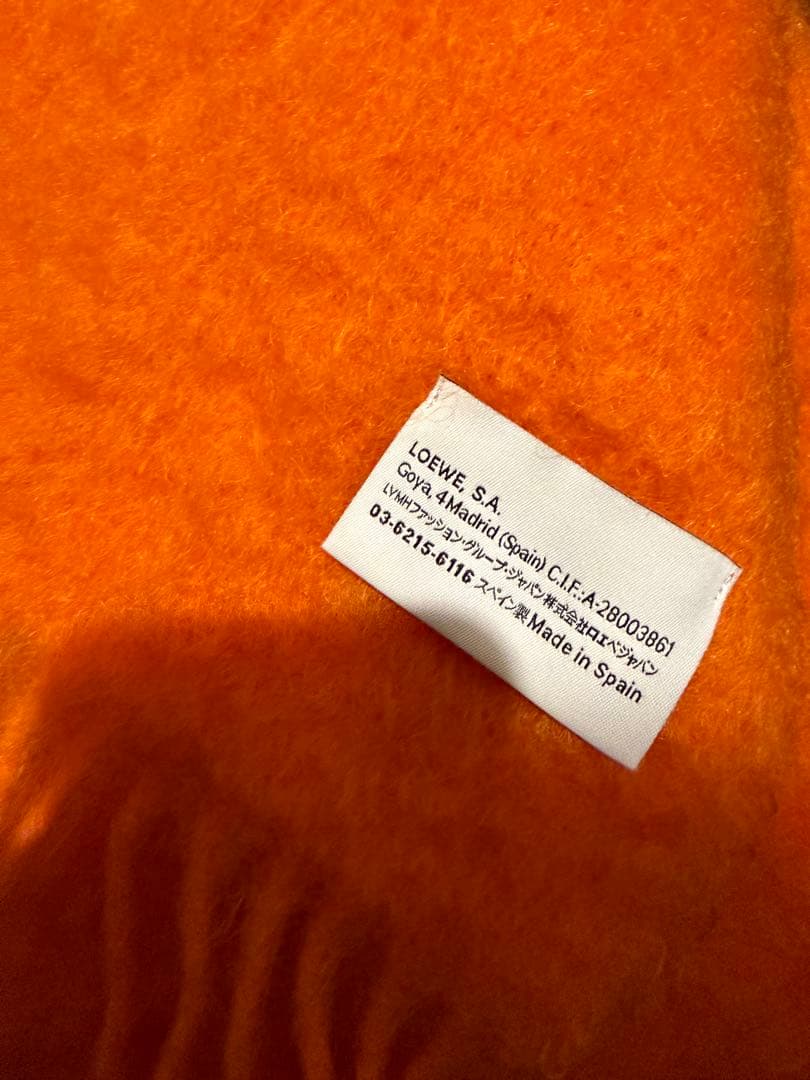 LOEWE, S.A.
Goya, 4 Madrid (Spain) C.I.F.:A-28003861
LVMHファッション・グループ・ジャパン株式会社ロエベジャパン
03-6215-6116 スペイン製 Made in Spain